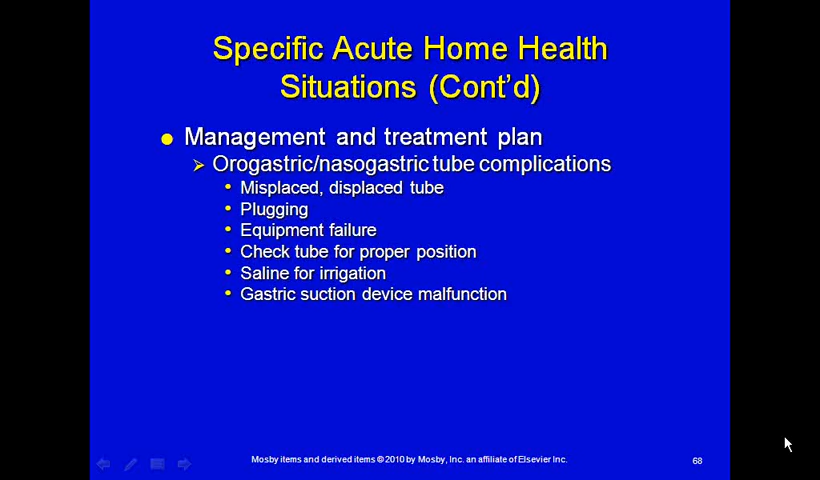 Specific Acute Home Health
Situations (Cont'd)
Management and treatment plan
Orogastric/nasogastric tube complications
Misplaced, displaced tube
Plugging
Equipment failure
Check tube for proper position
Saline for irrigation
Gastric suction device malfunction
Mosby items and derived items © 2010 by Mosby, Inc. an affiliate of Elsevier Inc.
68